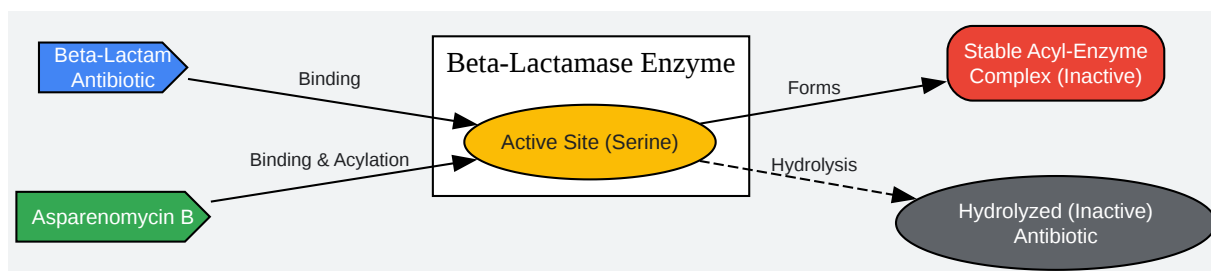 Beta-Lactam
Antibiotic
Binding
Beta-Lactamase Enzyme
Active Site (Serine)
Forms
Stable Acyl-Enzyme
Complex (Inactive)
Binding & Acylation
Asparenomycin B
Hydrolysis
Hydrolyzed (Inactive)
Antibiotic